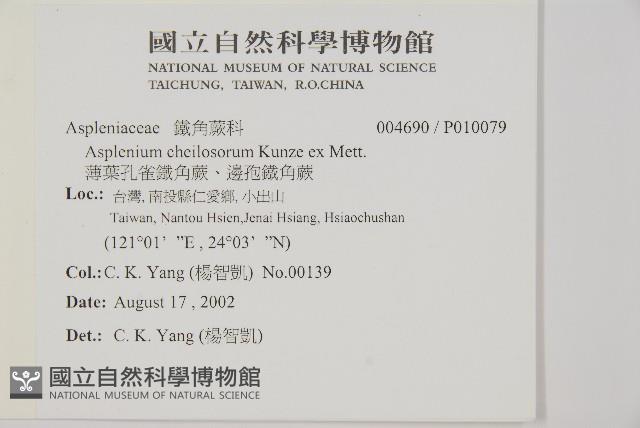 國立自然科學博物館
NATIONAL MUSEUM OF NATURAL SCIENCE
TAICHUNG, TAIWAN, R.O.CHINA
Aspleniaceae 鐵角蕨科 004690 / P010079
Asplenium cheilosorum Kunze ex Mett.
薄葉孔雀鐵角蕨、邊孢鐵角蕨
Loc.: 台灣, 南投縣仁愛鄉, 小出山
Taiwan, Nantou Hsien,Jenai Hsiang, Hsiaochushan
(121°01’ ”E , 24°03’ ”N)
Col.: C. K. Yang (楊智凱) No.00139
Date: August 17 , 2002
Det.: C. K. Yang (楊智凱)
國立自然科學博物館
NATIONAL MUSEUM OF NATURAL SCIENCE